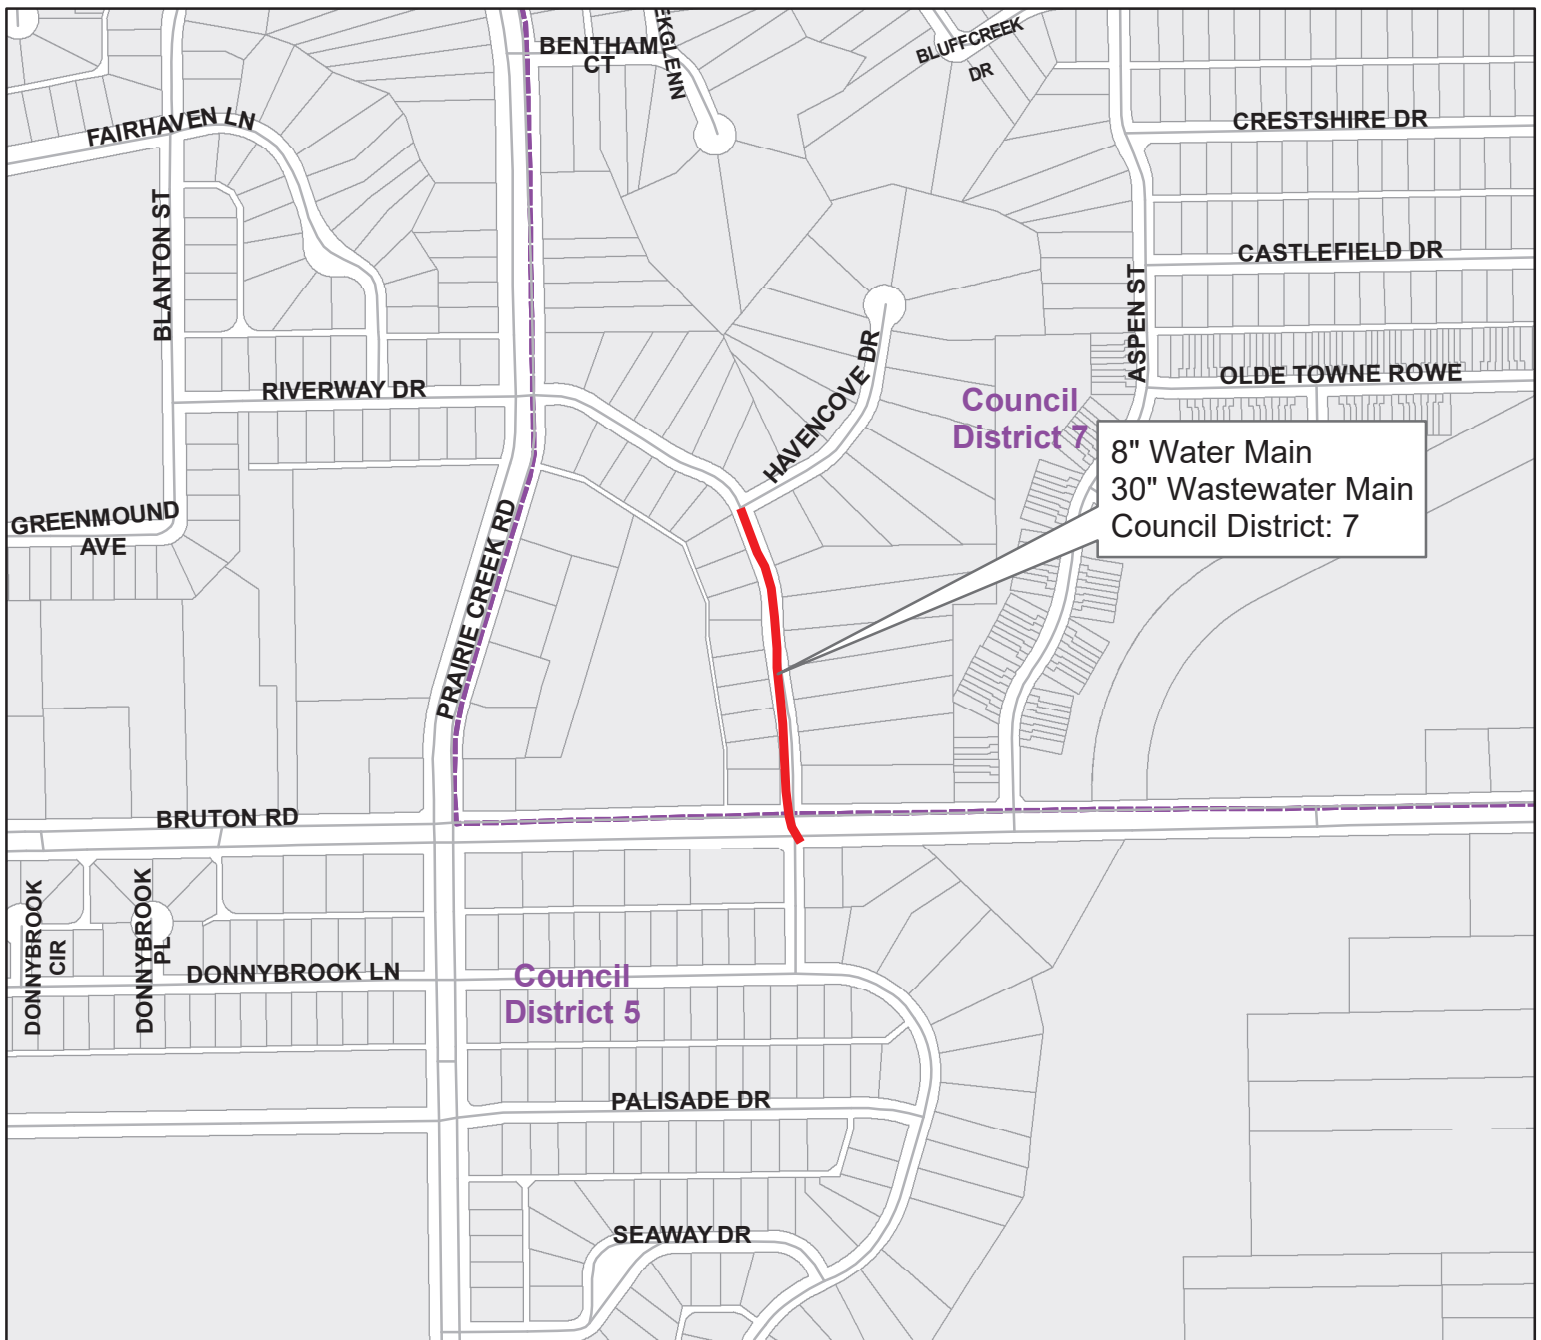 BENTHAM
CT
EKGLENN
BLUFFCREEK
DR
FAIRHAVEN LN
CRESTSHIRE DR
BLANTON ST
CASTLEFIELD DR
ASPEN ST
RIVERWAY DR
HAVENCOVE DR
OLDE TOWNE ROWE
Council
District 7
8" Water Main
30" Wastewater Main
Council District: 7
GREENMOUND
AVE
PRAIRIE CREEK RD
BRUTON RD
DONNYBROOK
CIR
DONNYBROOK
PL
DONNYBROOK LN
Council
District 5
PALISADE DR
SEAWAY DR